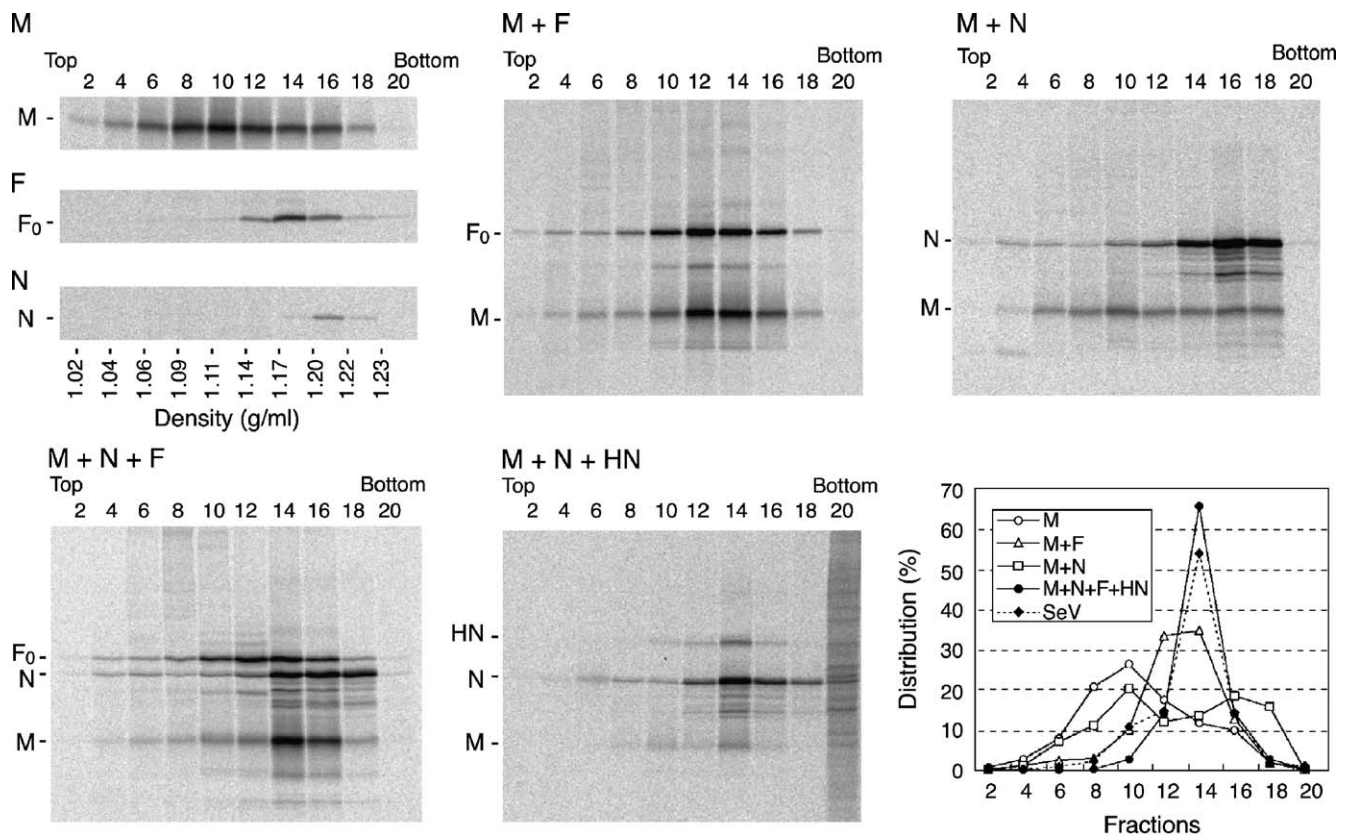 M
Top Bottom
2 4 6 8 10 12 14 16 18 20
M -
F
F0 -
N
N -
1.02 - 1.04 - 1.06 - 1.09 - 1.11 - 1.14 - 1.17 - 1.20 - 1.22 - 1.23 -
Density (g/ml)
M + F
Top Bottom
2 4 6 8 10 12 14 16 18 20
F0 -
M -
M + N
Top Bottom
2 4 6 8 10 12 14 16 18 20
N -
M -
M + N + F
Top Bottom
2 4 6 8 10 12 14 16 18 20
F0 -
N -
M -
M + N + HN
Top Bottom
2 4 6 8 10 12 14 16 18 20
HN -
N -
M -
70
60
50
40
30
20
10
0
Distribution (%)
M
M+F
M+N
M+N+F+HN
SeV
2 4 6 8 10 12 14 16 18 20
Fractions